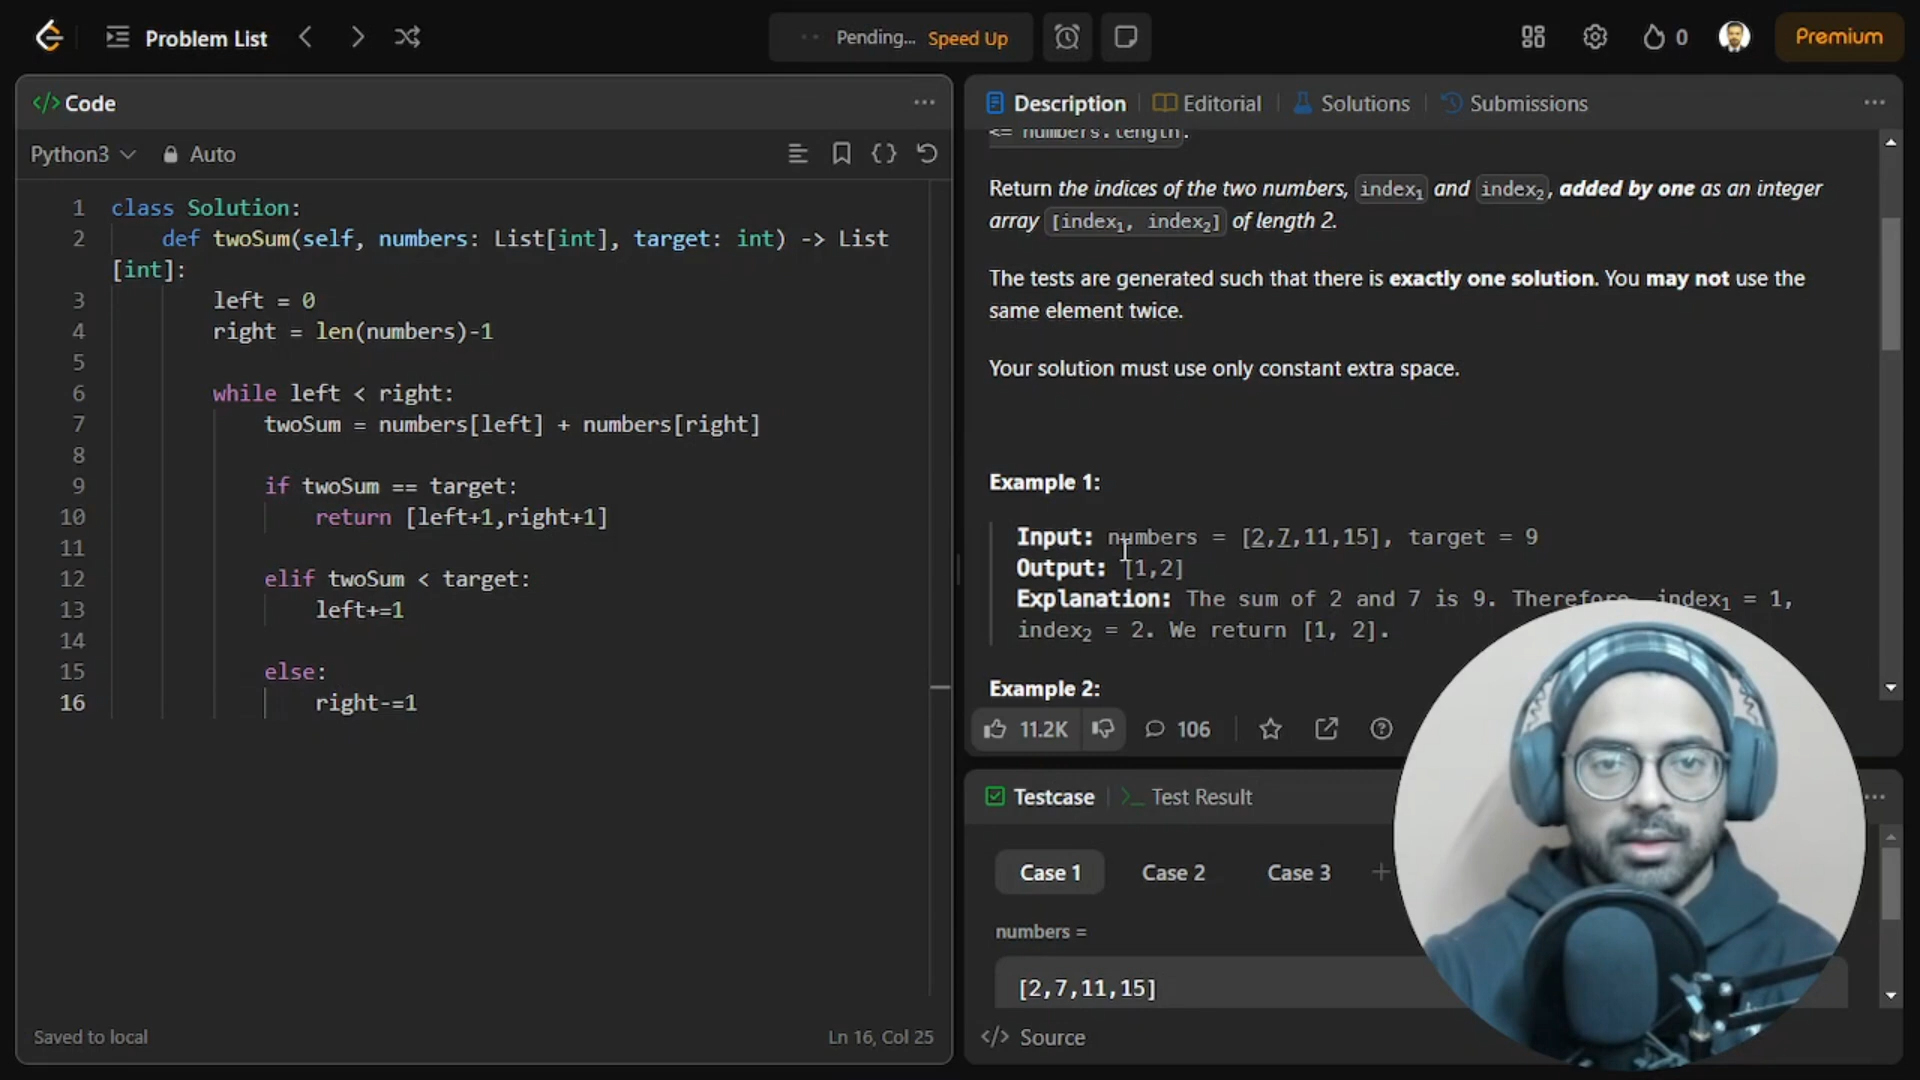 Problem List
Pending... Speed Up
0
Premium
</> Code
Python3
Auto
1 class Solution:
2 def twoSum(self, numbers: List[int], target: int) -> List
[int]:
3 left = 0
4 right = len(numbers)-1
5
6 while left < right:
7 twoSum = numbers[left] + numbers[right]
8
9 if twoSum == target:
10 return [left+1,right+1]
11
12 elif twoSum < target:
13 left+=1
14
15 else:
16 right-=1
Saved to local
Ln 16, Col 25
Description
Editorial
Solutions
Submissions
<= numbers.length.
Return the indices of the two numbers, index₁ and index₂, added by one as an integer
array [index₁, index₂] of length 2.
The tests are generated such that there is exactly one solution. You may not use the
same element twice.
Your solution must use only constant extra space.
Example 1:
Input: numbers = [2,7,11,15], target = 9
Output: [1,2]
Explanation: The sum of 2 and 7 is 9. Therefore, index₁ = 1,
index₂ = 2. We return [1, 2].
Example 2:
11.2K
106
Testcase
>_ Test Result
Case 1
Case 2
Case 3
+
numbers =
[2,7,11,15]
</> Source